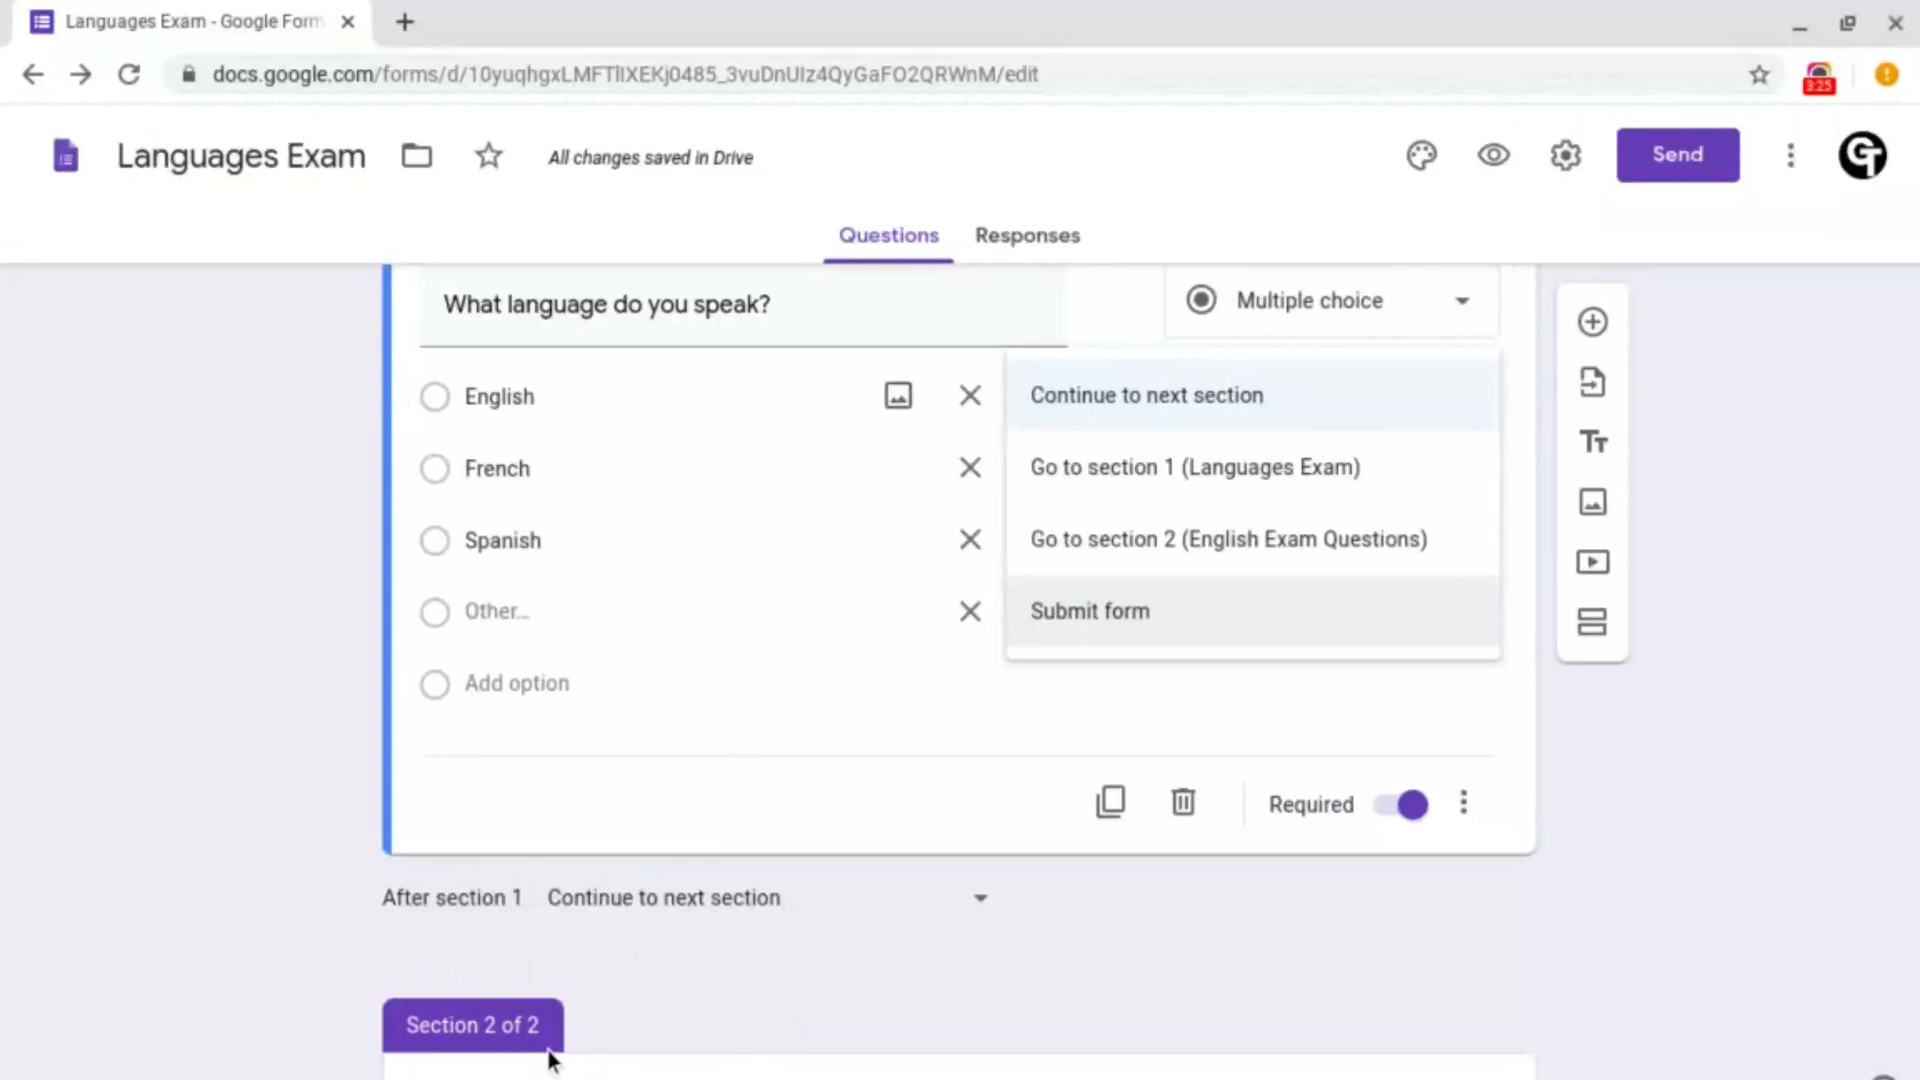 Languages Exam - Google Form
docs.google.com/forms/d/10yuqhgxLMFTlIXEKj0485_3vuDnUIz4QyGaFO2QRWnM/edit
3:25
Languages Exam
All changes saved in Drive
Send
GT
Questions
Responses
What language do you speak?
Multiple choice
English
Continue to next section
French
Go to section 1 (Languages Exam)
Spanish
Go to section 2 (English Exam Questions)
Other...
Submit form
Add option
Required
After section 1 Continue to next section
Section 2 of 2